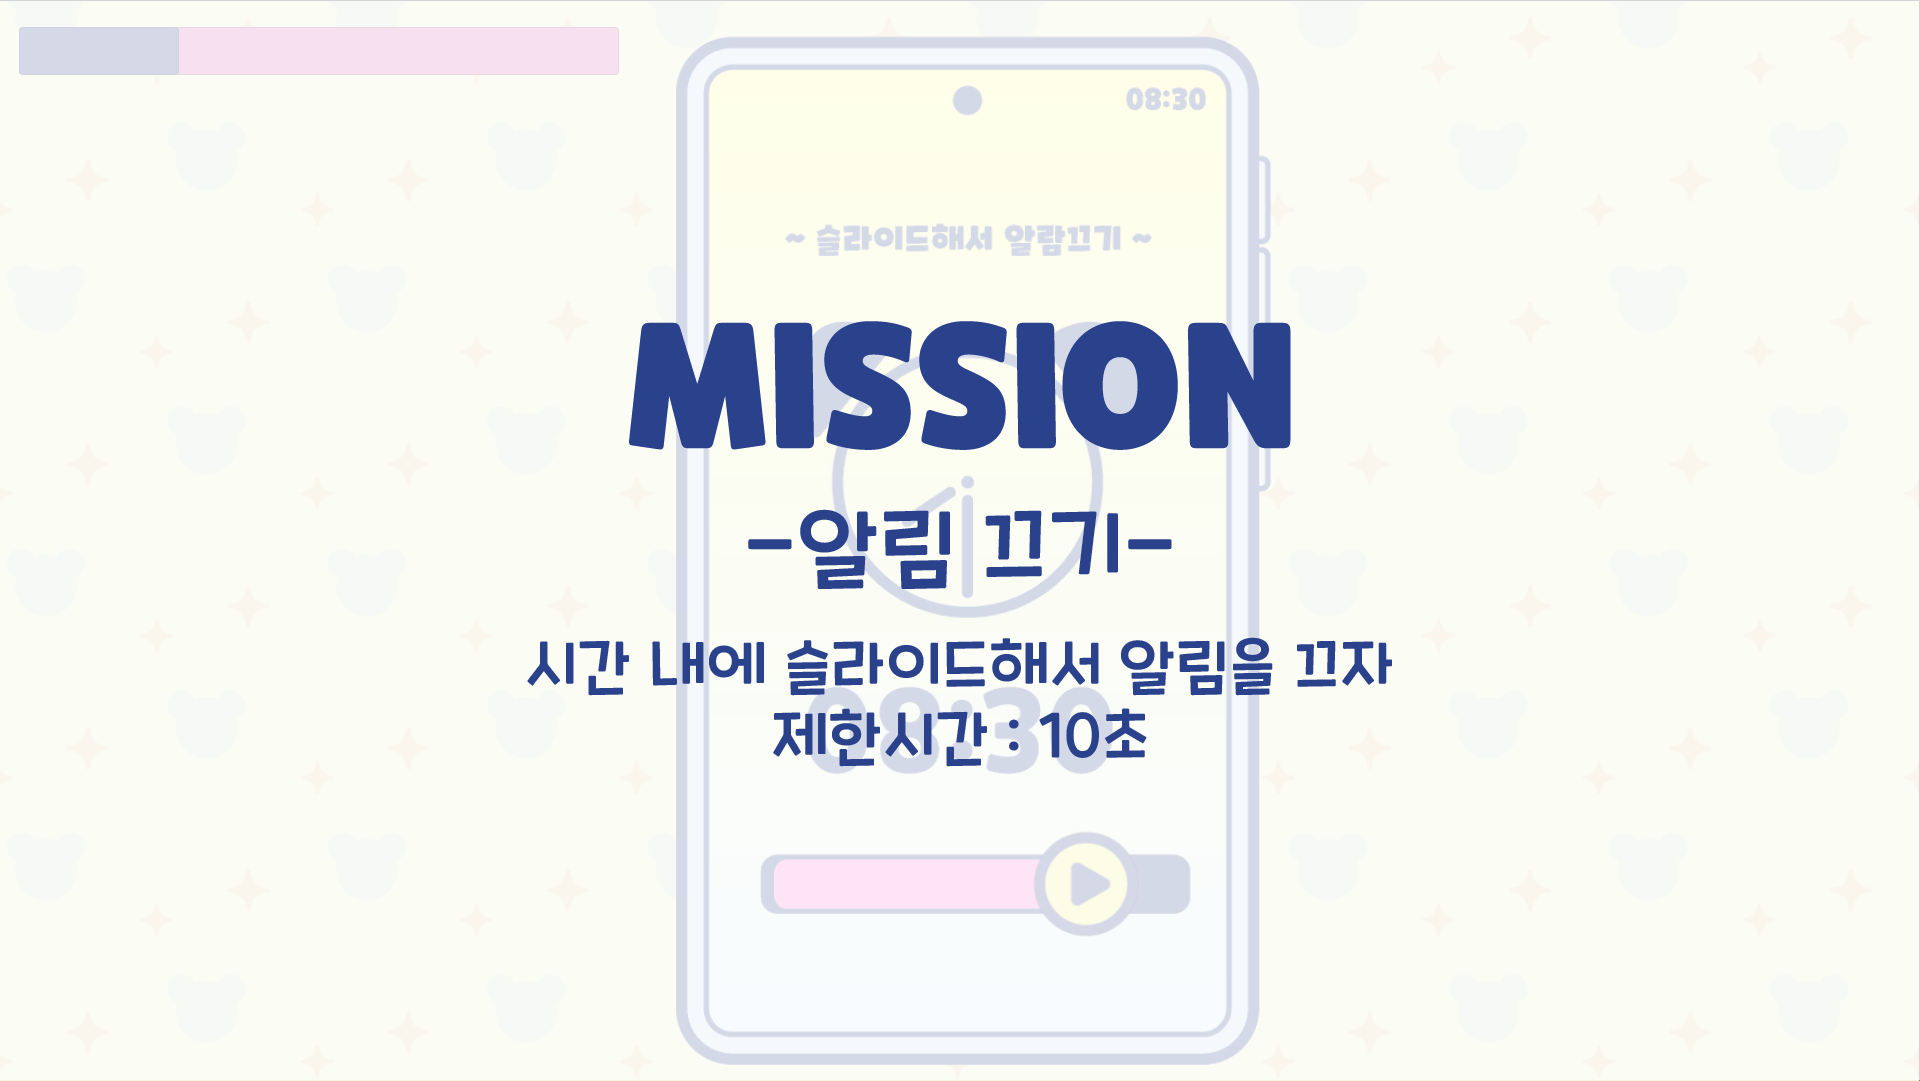 08:30
~ 슬라이드해서 알람끄기 ~
MISSION
-알림 끄기-
시간 내에 슬라이드해서 알림을 끄자
08:30
제한시간 : 10초